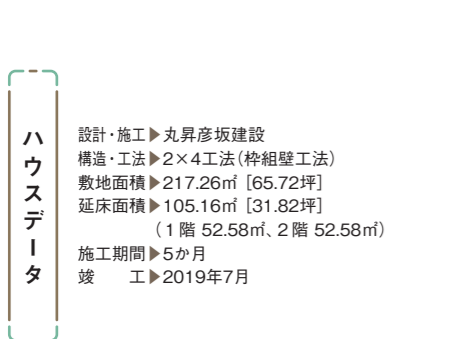 ハウスデータ
設計・施工▶丸昇彦坂建設
構造・工法▶2×4工法(枠組壁工法)
敷地面積▶217.26㎡ [65.72坪]
延床面積▶105.16㎡ [31.82坪]
(1階 52.58㎡、2階 52.58㎡)
施工期間▶5か月
竣　　工▶2019年7月